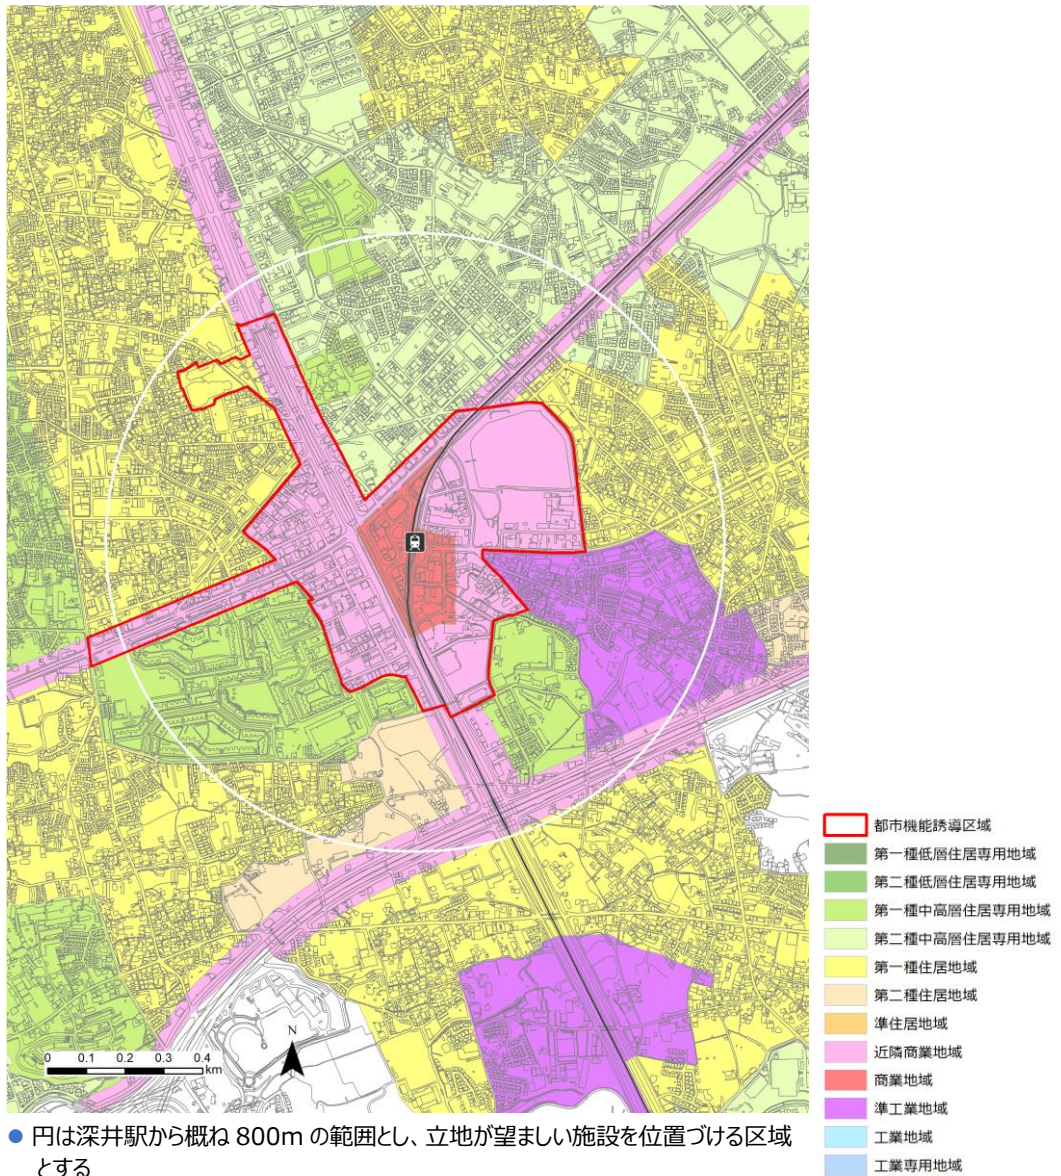 N
0 0.1 0.2 0.3 0.4
km
都市機能誘導区域
第一種低層住居専用地域
第二種低層住居専用地域
第一種中高層住居専用地域
第二種中高層住居専用地域
第一種住居地域
第二種住居地域
準住居地域
近隣商業地域
商業地域
準工業地域
工業地域
工業専用地域
● 円は深井駅から概ね 800m の範囲とし、立地が望ましい施設を位置づける区域
とする